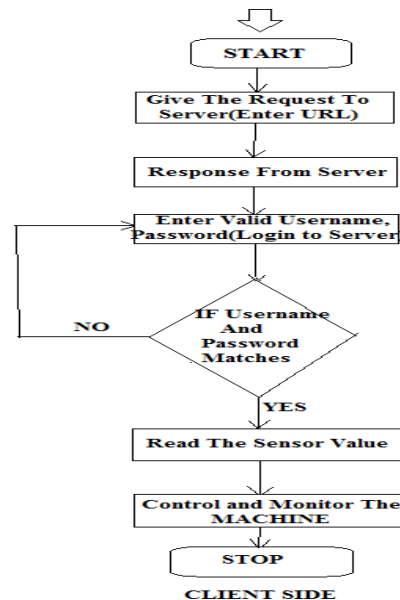 START
Give The Request To
Server(Enter URL)
Response From Server
Enter Valid Username,
Password(Login to Server
IF Username
And
Password
Matches
NO
YES
Read The Sensor Value
Control and Monitor The
MACHINE
STOP
CLIENT SIDE